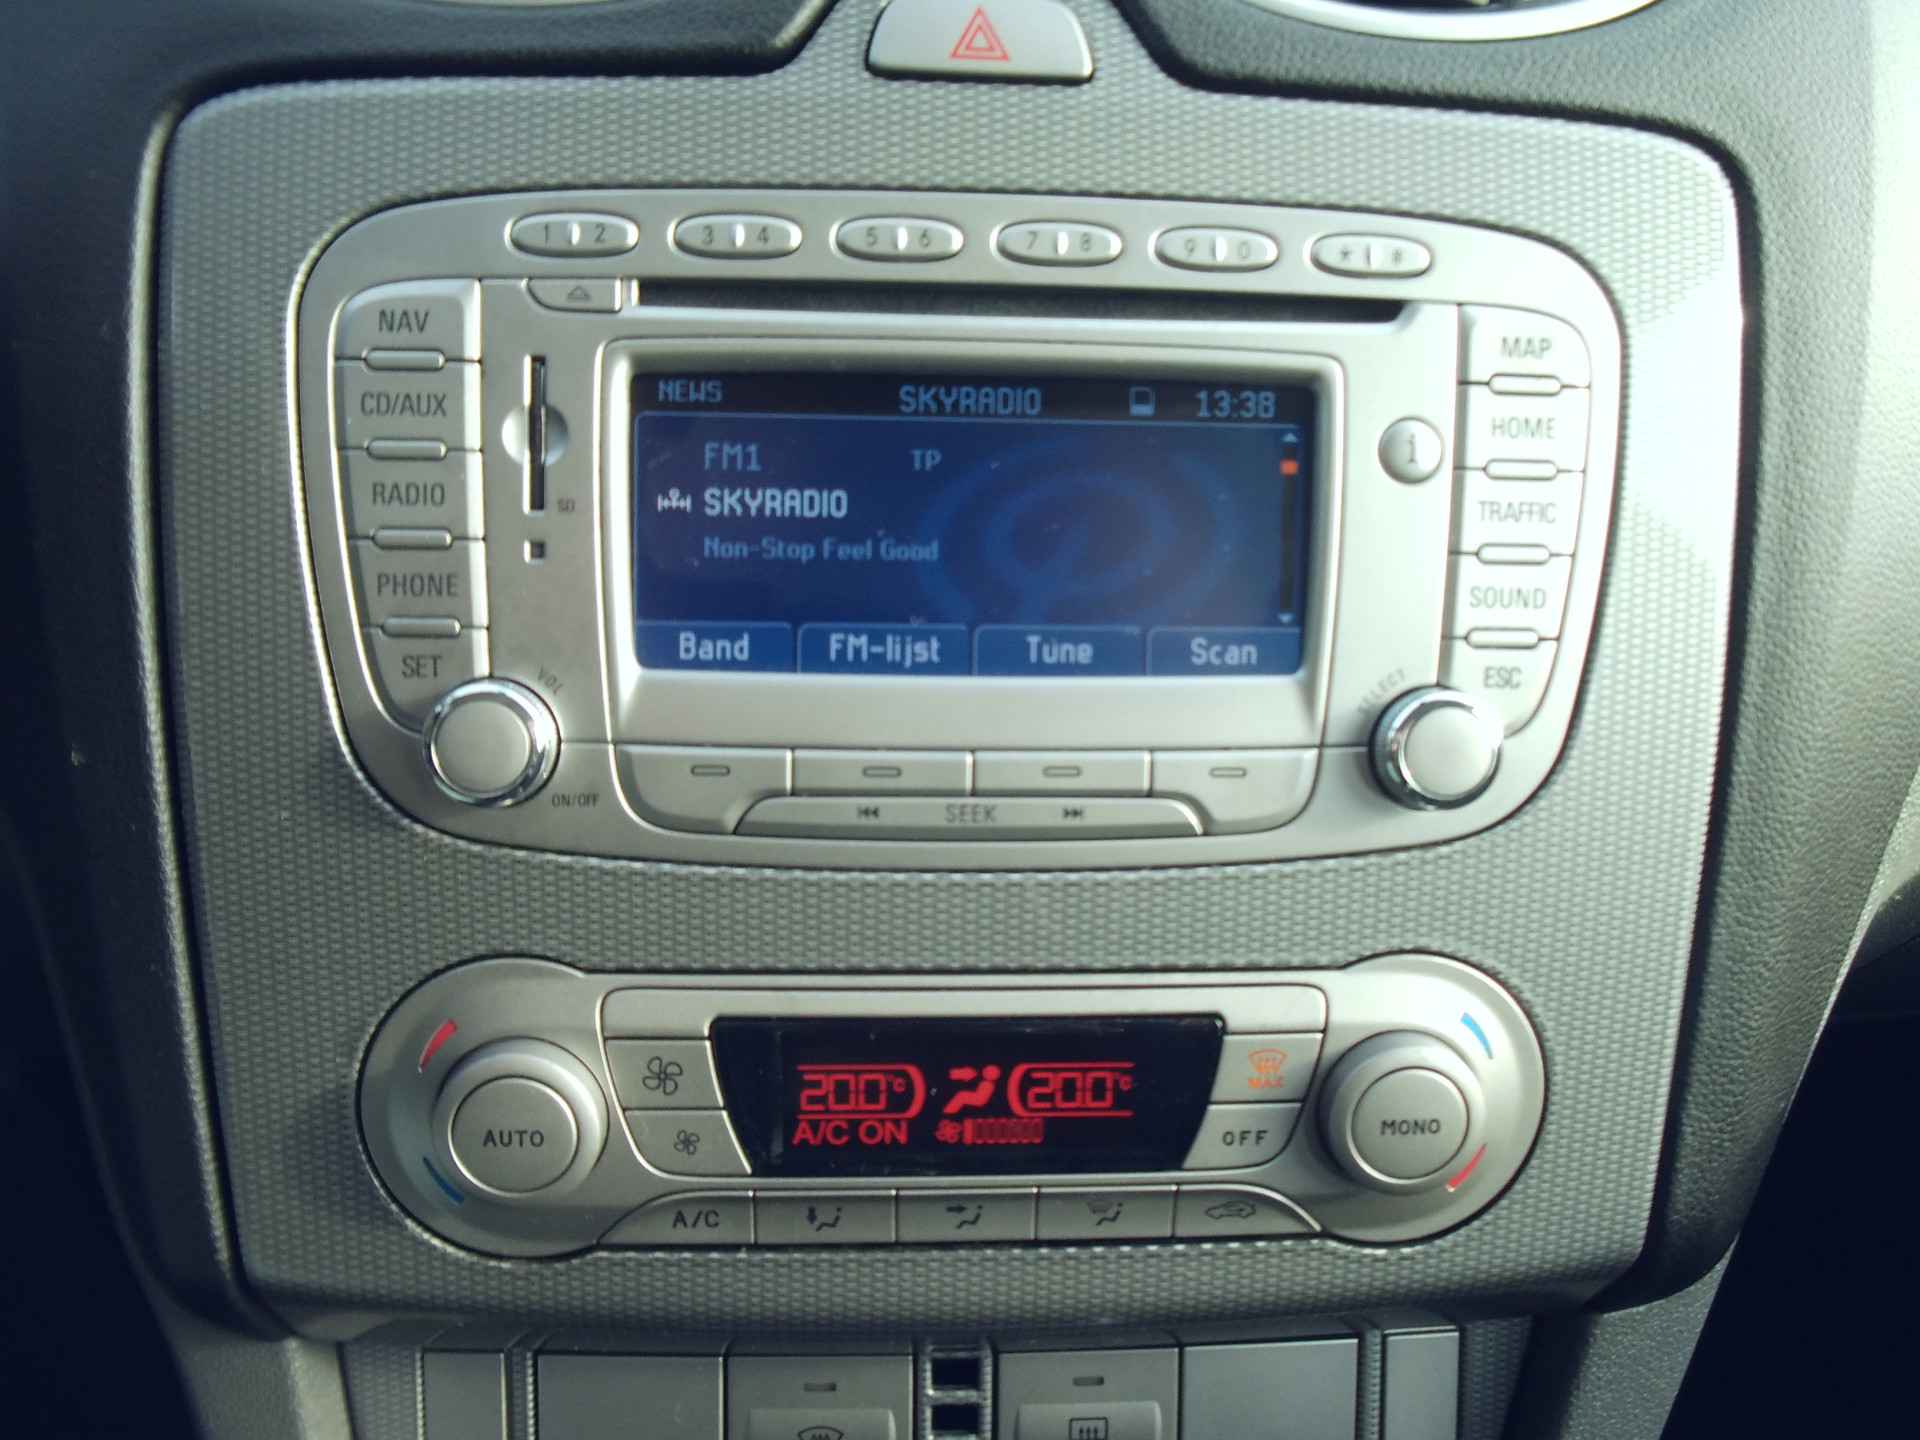 1 2 3 4 5 6 7 8 9 0 * #
NAV
CD/AUX
RADIO
PHONE
SET
SD
VOL
ON/OFF
NEWS SKYRADIO 13:38
FM1 TP
SKYRADIO
Non-Stop Feel Good
Band FM-lijst Tune Scan
MAP
i
HOME
TRAFFIC
SOUND
ESC
SELECT
SEEK
AUTO
20.0°C 20.0°C
A/C ON
MAX
OFF
MONO
A/C